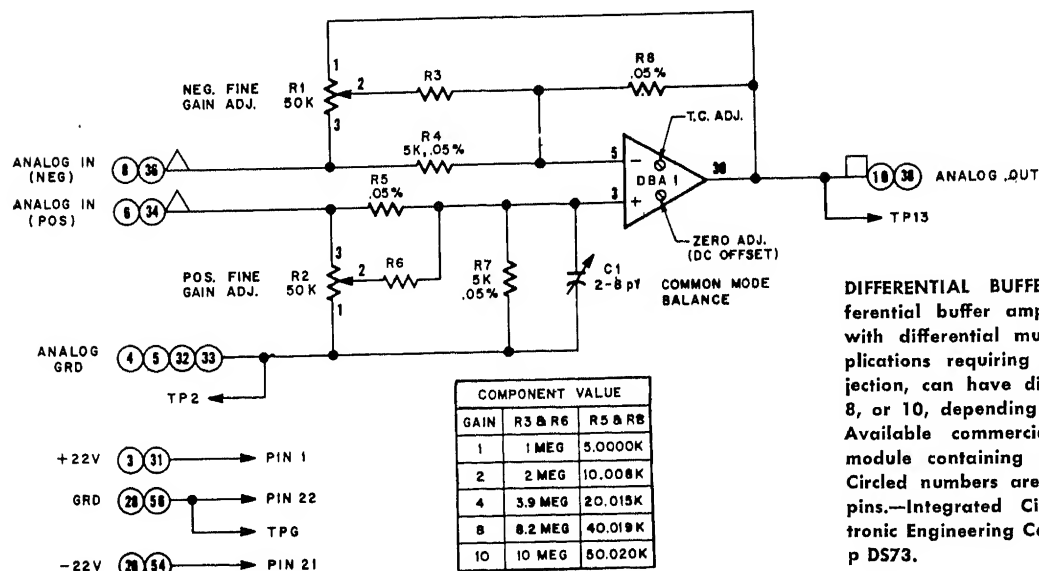 1
NEG. FINE
GAIN ADJ.
R1
50K
2
3
R3
R8
.05%
T.C. ADJ.
ANALOG IN
(NEG)
8 36
R4
5K,.05%
5
−
DBA 1
30
18 38 ANALOG OUT
TP13
ANALOG IN
(POS)
6 34
R5
.05%
3
+
ZERO ADJ.
(DC OFFSET)
POS. FINE
GAIN ADJ.
R2
50K
3
2
1
R6
R7
5K
.05%
C1
2-8 pf
COMMON MODE
BALANCE
ANALOG
GRD
4 5 32 33
TP2
+22V 3 31 PIN 1
GRD 28 56 PIN 22
TPG
−22V 26 54 PIN 21
COMPONENT VALUE
GAIN R3 & R6 R5 & R8
1 1 MEG 5.0000K
2 2 MEG 10.008K
4 3.9 MEG 20.015K
8 8.2 MEG 40.019K
10 10 MEG 50.020K
DIFFERENTIAL BUFFE
ferential buffer amp
with differential mu
plications requiring
jection, can have di
8, or 10, depending
Available commerci
module containing
Circled numbers are
pins.—Integrated Ci
tronic Engineering Co
p DS73.